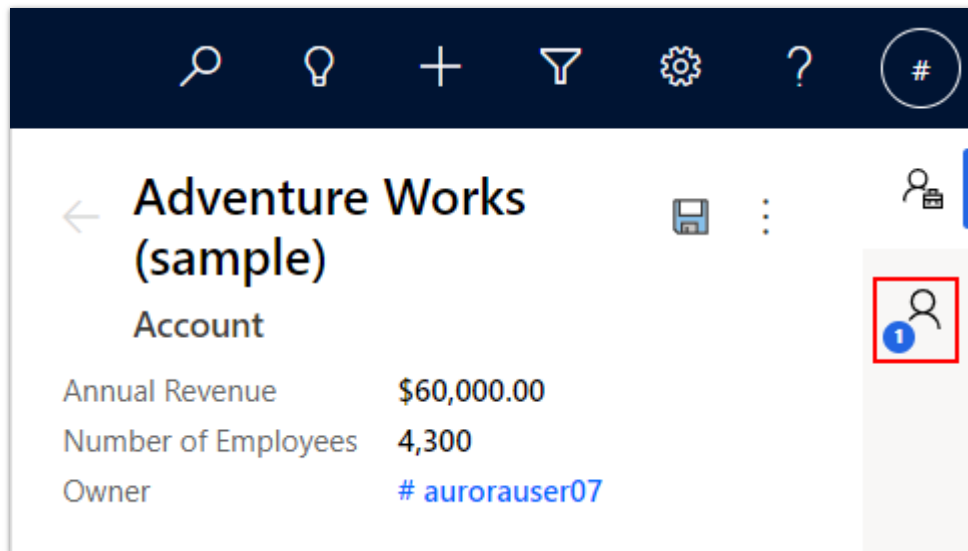 #
Adventure Works
(sample)
Account
1
Annual Revenue $60,000.00
Number of Employees 4,300
Owner # aurorauser07